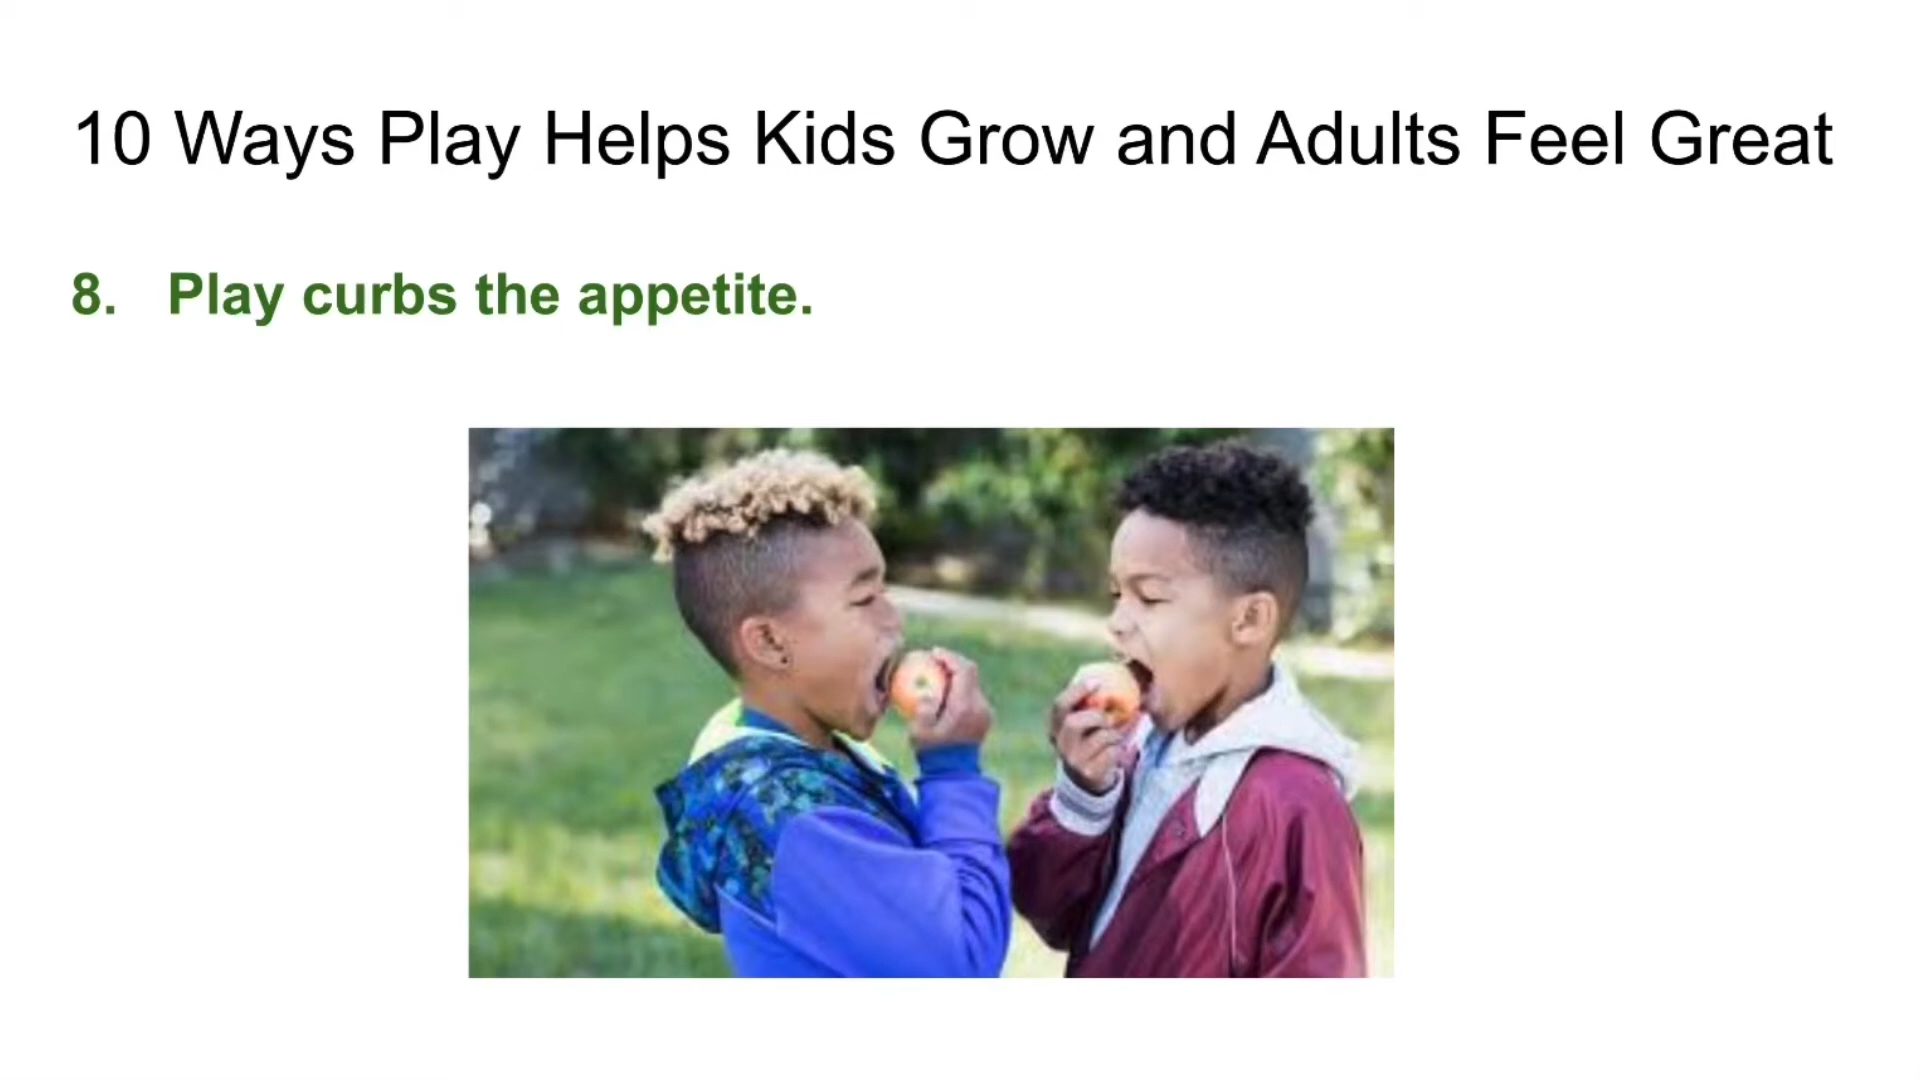 10 Ways Play Helps Kids Grow and Adults Feel Great
8. Play curbs the appetite.